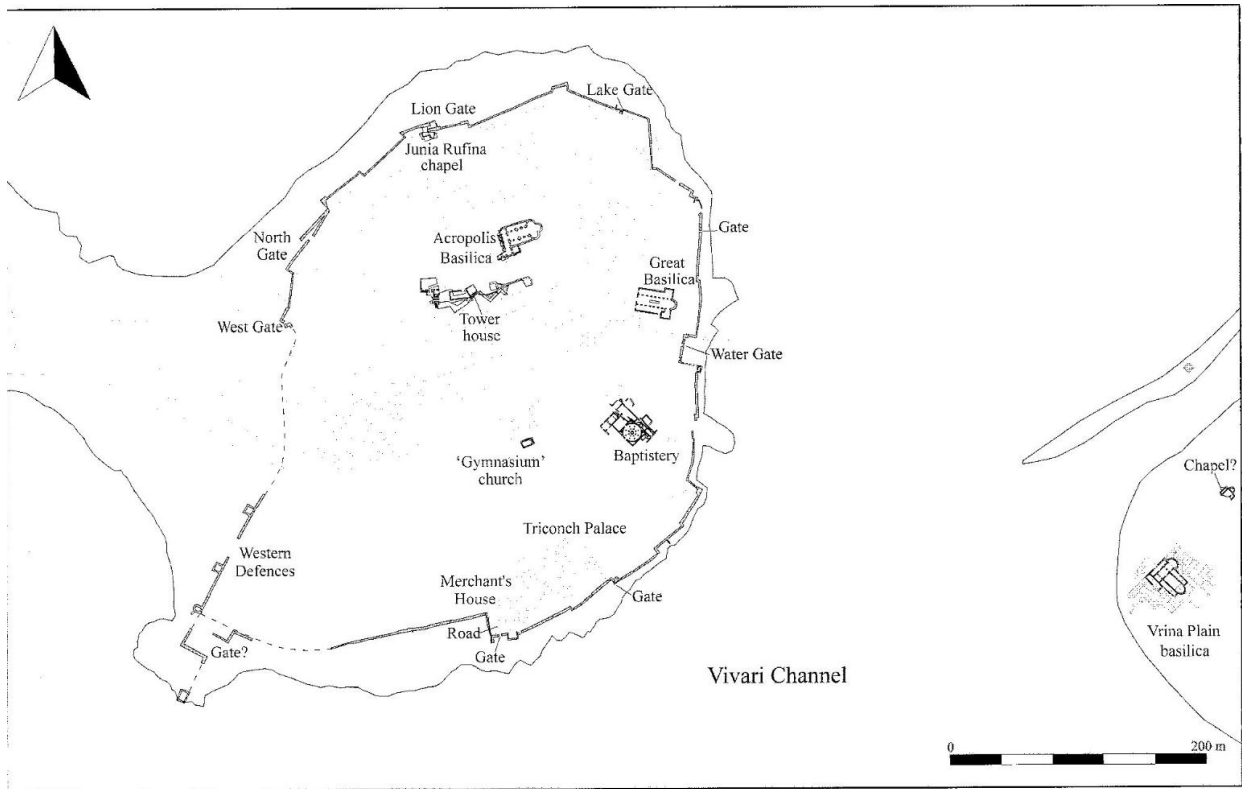 Lake Gate
Lion Gate
Junia Rufina
chapel
Gate
North
Gate
Acropolis
Basilica
Great
Basilica
West Gate
Tower
house
Water Gate
'Gymnasium'
church
Baptistery
Chapel?
Triconch Palace
Western
Defences
Merchant's
House
Gate
Road
Gate?
Gate
Vrina Plain
basilica
Vivari Channel
0
200 m